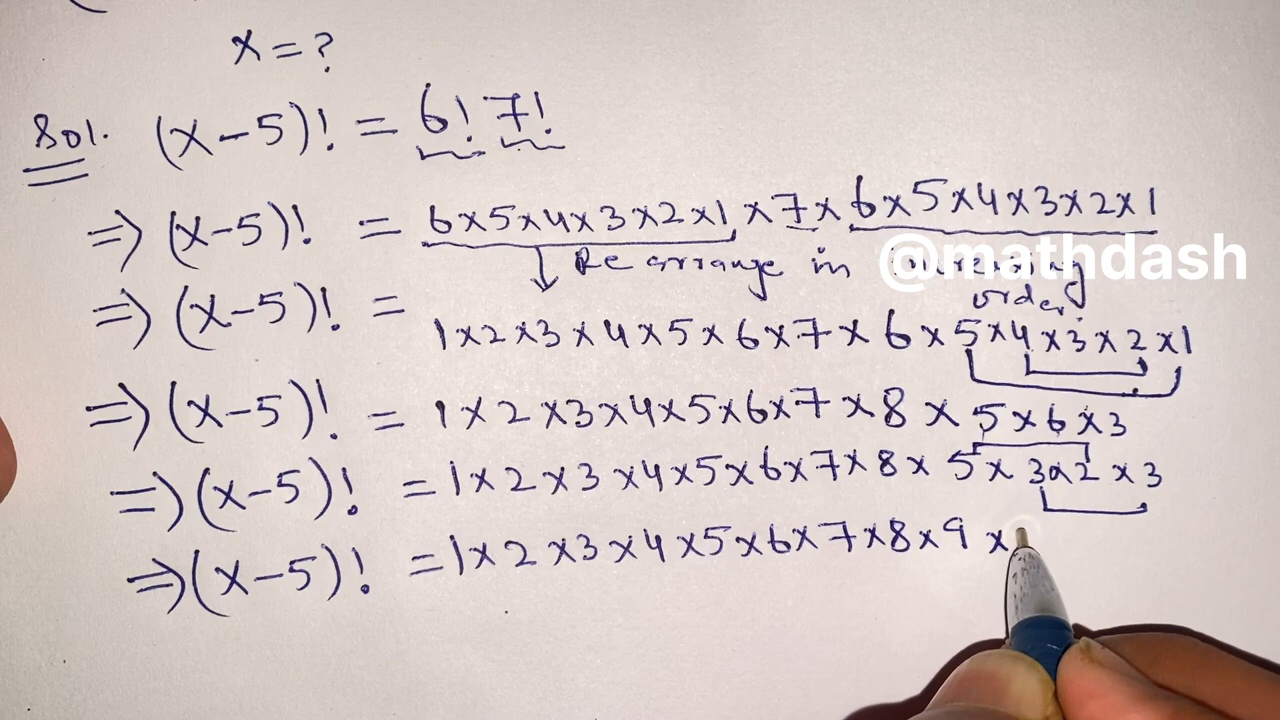 x = ?
Sol. (x-5)! = 6! 7!
⇒ (x-5)! = 6×5×4×3×2×1 × 7 × 6×5×4×3×2×1
↓ Re arrange in
@mathdash
order
⇒ (x-5)! = 1×2×3×4×5×6×7×6×5×4×3×2×1
⇒ (x-5)! = 1×2×3×4×5×6×7×8×5×6×3
⇒ (x-5)! = 1×2×3×4×5×6×7×8×5×3×2×3
⇒ (x-5)! = 1×2×3×4×5×6×7×8×9×